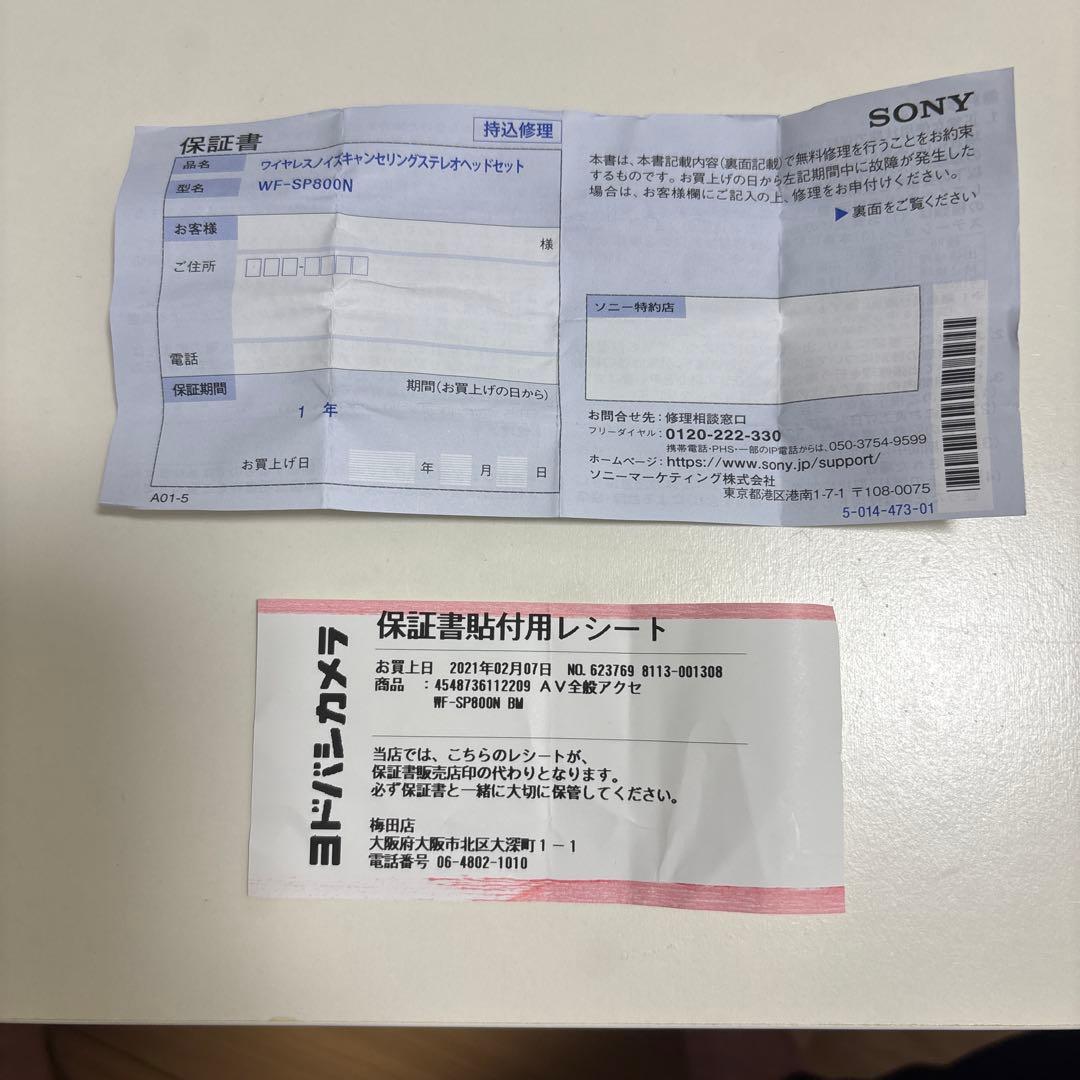 保証書
持込修理
品名 ワイヤレスノイズキャンセリングステレオヘッドセット
型名 WF-SP800N
お客様
様
ご住所
電話
保証期間 期間(お買上げの日から)
1 年
お買上げ日 年 月 日
A01-5
SONY
本書は、本書記載内容(裏面記載)で無料修理を行うことをお約束
するものです。お買上げの日から左記期間中に故障が発生した
場合は、お客様欄にご記入の上、修理をお申付けください。
▶裏面をご覧ください
ソニー特約店
お問合せ先：修理相談窓口
フリーダイヤル：0120-222-330
携帯電話・PHS・一部のIP電話からは、050-3754-9599
ホームページ：https://www.sony.jp/support/
ソニーマーケティング株式会社
東京都港区港南1-7-1 〒108-0075
5-014-473-01
ヨドバシカメラ
保証書貼付用レシート
お買上日 2021年02月07日 NO.623769 8113-001308
商品 ：4548736112209 AV全般アクセ
WF-SP800N BM
当店では、こちらのレシートが、
保証書販売店印の代わりとなります。
必ず保証書と一緒に大切に保管してください。
梅田店
大阪府大阪市北区大深町１－１
電話番号 06-4802-1010